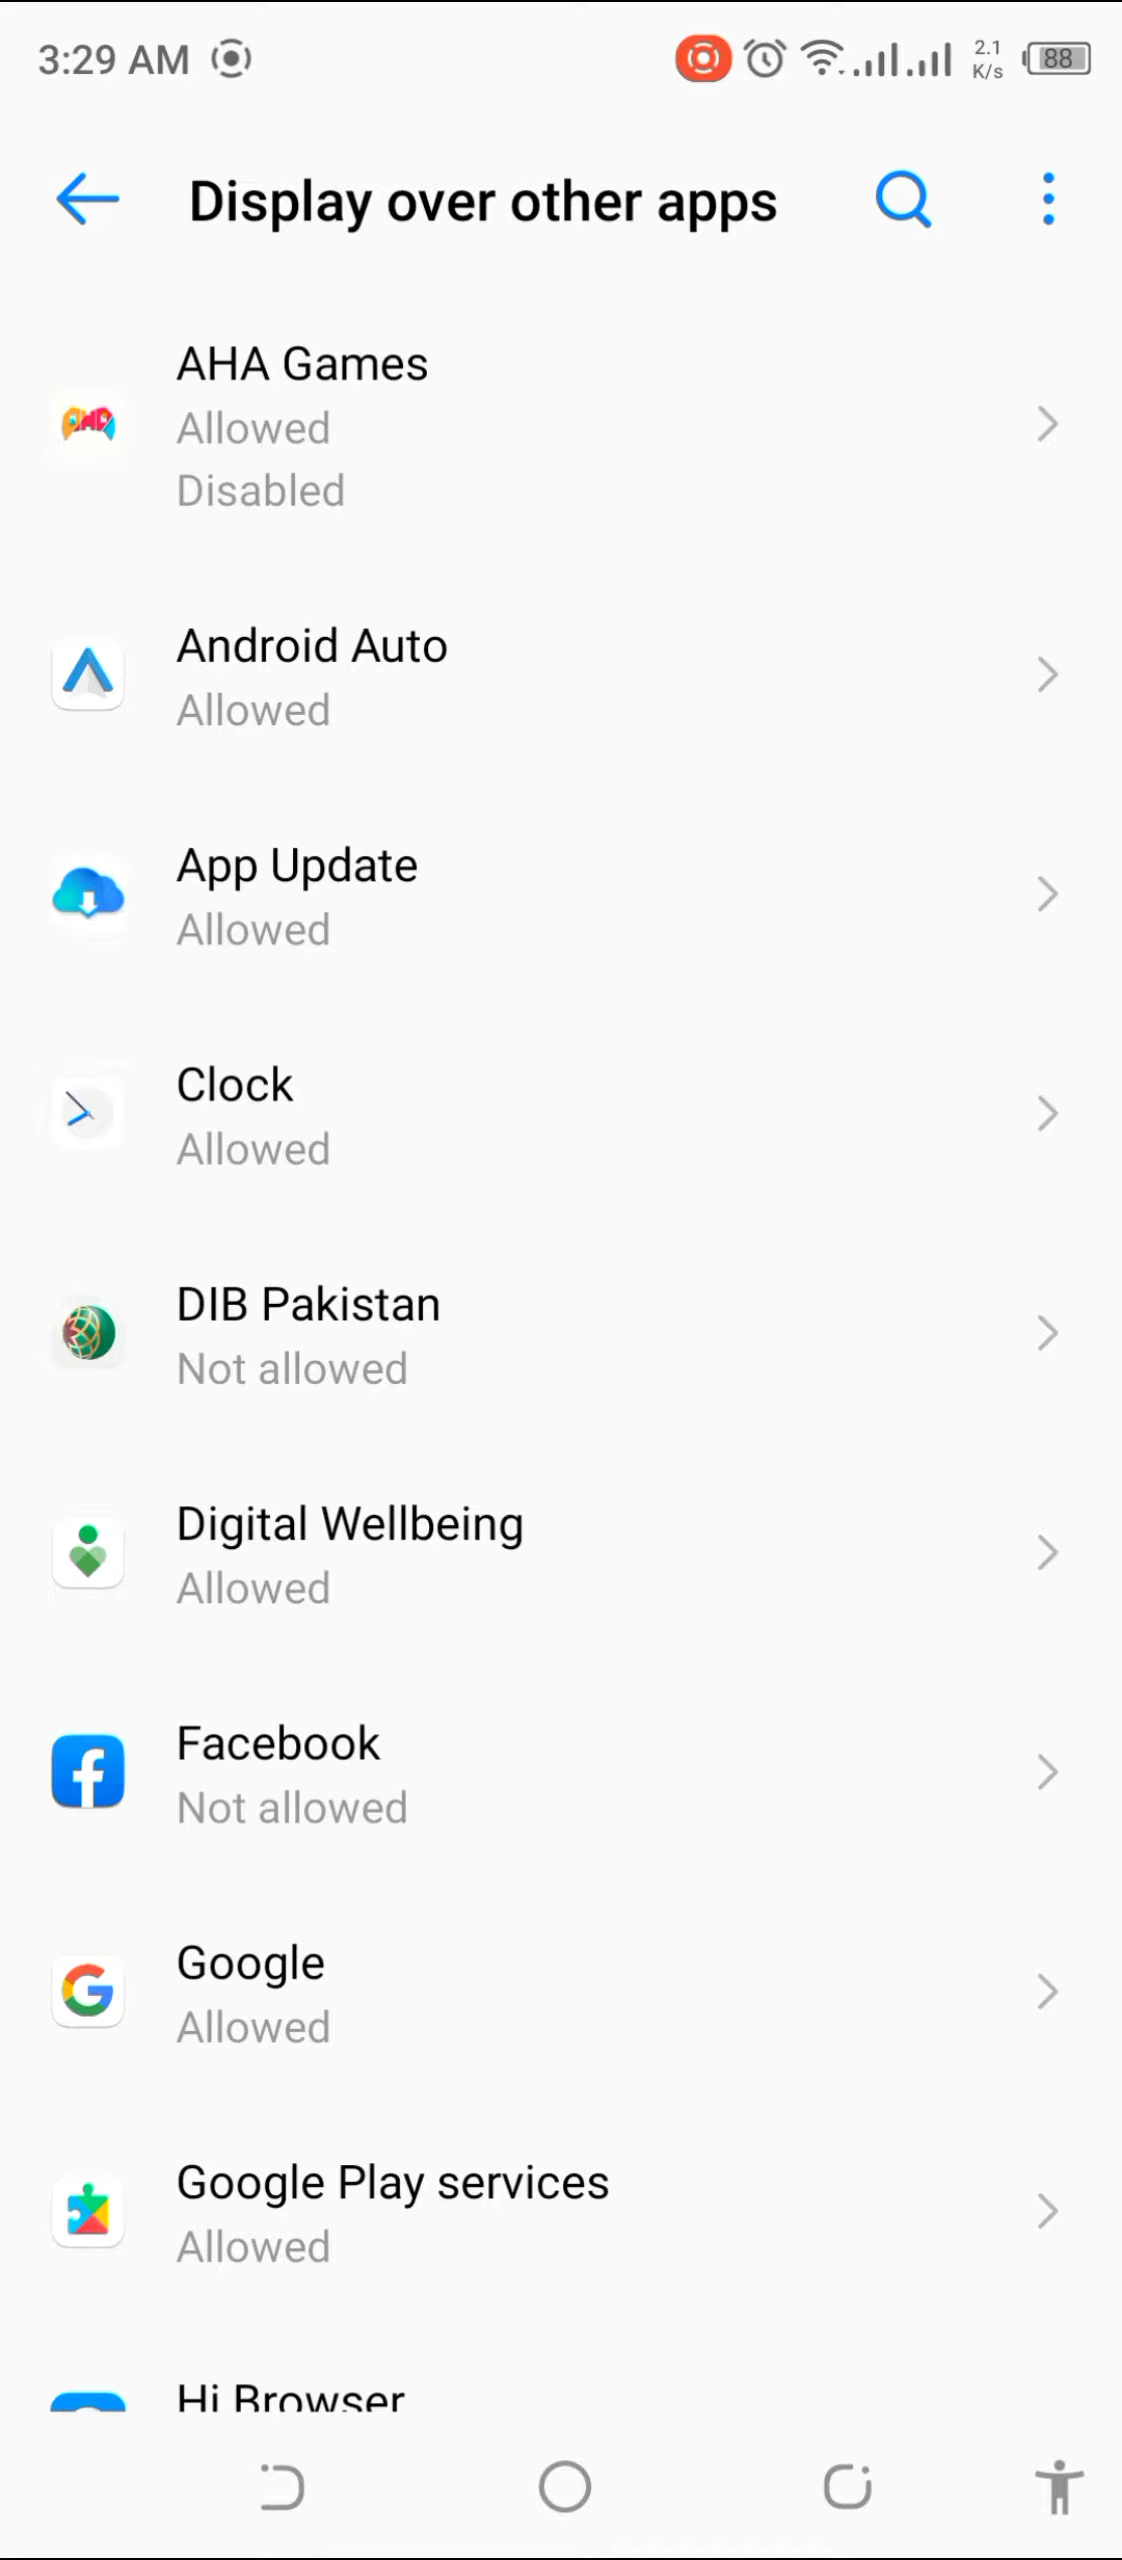 3:29 AM
2.1
K/s
88
Display over other apps
AHA Games
Allowed
Disabled
Android Auto
Allowed
App Update
Allowed
Clock
Allowed
DIB Pakistan
Not allowed
Digital Wellbeing
Allowed
Facebook
Not allowed
Google
Allowed
Google Play services
Allowed
Hi Browser